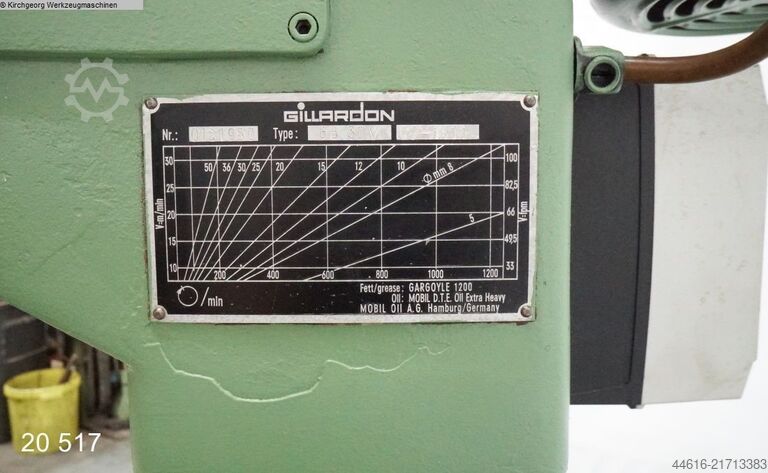 © Kirchgeorg Werkzeugmaschinen
GILLARDON
Nr.: Type:
30 50 36 30 25 20 15 12 10 Ø mm 8 100
25 82,5
20 5 66
15 49,5
10 200 400 600 800 1000 1200 33
V=m/min
V=fpm
/min
Fett/grease: GARGOYLE 1200
Oil: MOBIL D.T.E. Oil Extra Heavy
MOBIL Oil A.G. Hamburg/Germany
20 517
44616-21713383